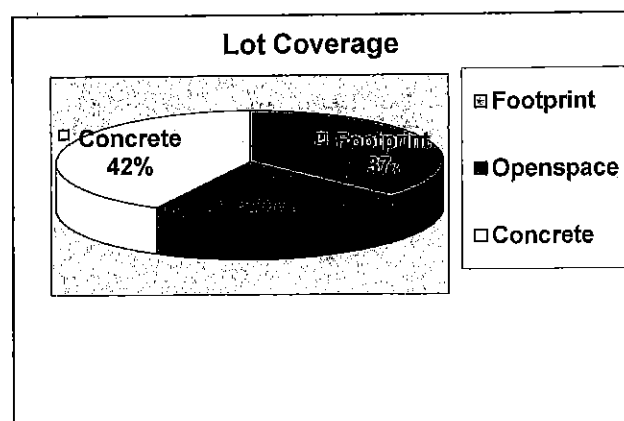 Lot Coverage
Concrete
42%
Footprint
37%
Footprint
Openspace
Concrete